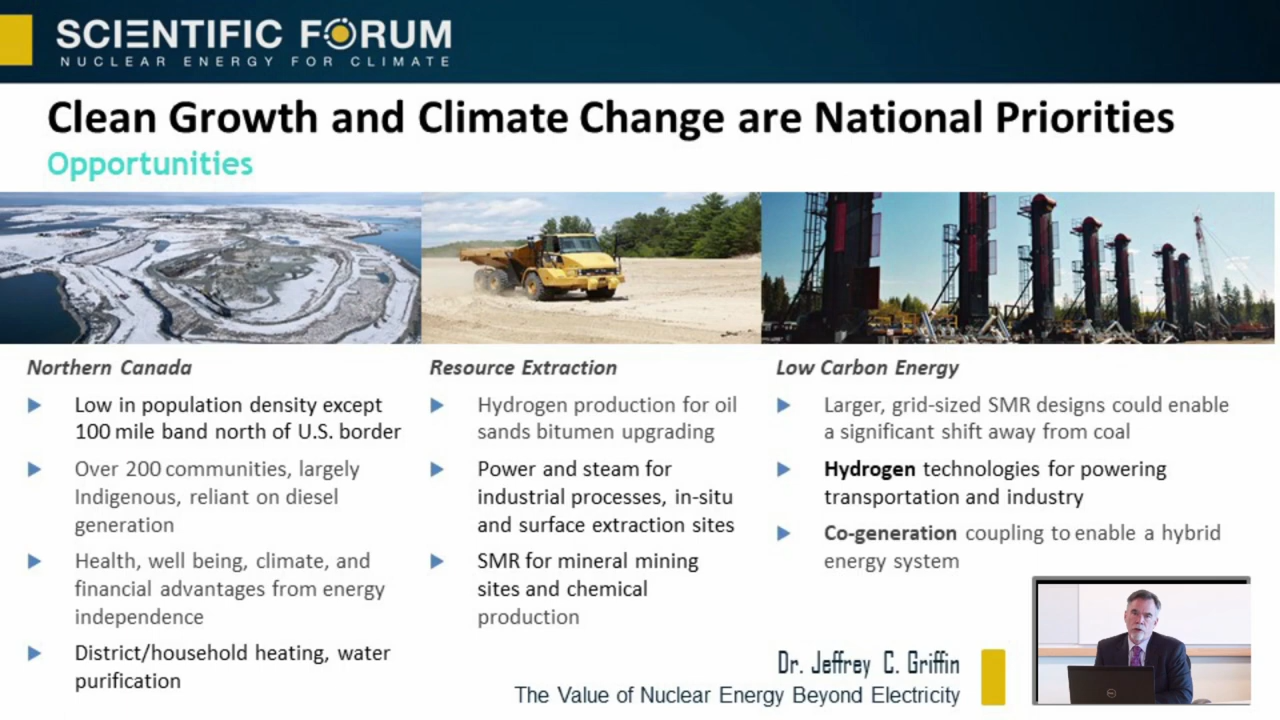 SCIENTIFIC FORUM
NUCLEAR ENERGY FOR CLIMATE
Clean Growth and Climate Change are National Priorities
Opportunities
Northern Canada
Low in population density except
100 mile band north of U.S. border
Over 200 communities, largely
Indigenous, reliant on diesel
generation
Health, well being, climate, and
financial advantages from energy
independence
District/household heating, water
purification
Resource Extraction
Hydrogen production for oil
sands bitumen upgrading
Power and steam for
industrial processes, in-situ
and surface extraction sites
SMR for mineral mining
sites and chemical
production
Low Carbon Energy
Larger, grid-sized SMR designs could enable
a significant shift away from coal
Hydrogen technologies for powering
transportation and industry
Co-generation coupling to enable a hybrid
energy system
Dr. Jeffrey C. Griffin
The Value of Nuclear Energy Beyond Electricity